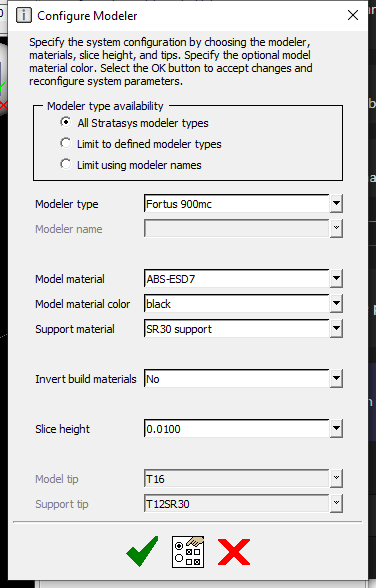 Configure Modeler
Specify the system configuration by choosing the modeler,
materials, slice height, and tips. Specify the optional model
material color. Select the OK button to accept changes and
reconfigure system parameters.
Modeler type availability
All Stratasys modeler types
Limit to defined modeler types
Limit using modeler names
Modeler type Fortus 900mc
Modeler name
Model material ABS-ESD7
Model material color black
Support material SR30 support
Invert build materials No
Slice height 0.0100
Model tip T16
Support tip T12SR30